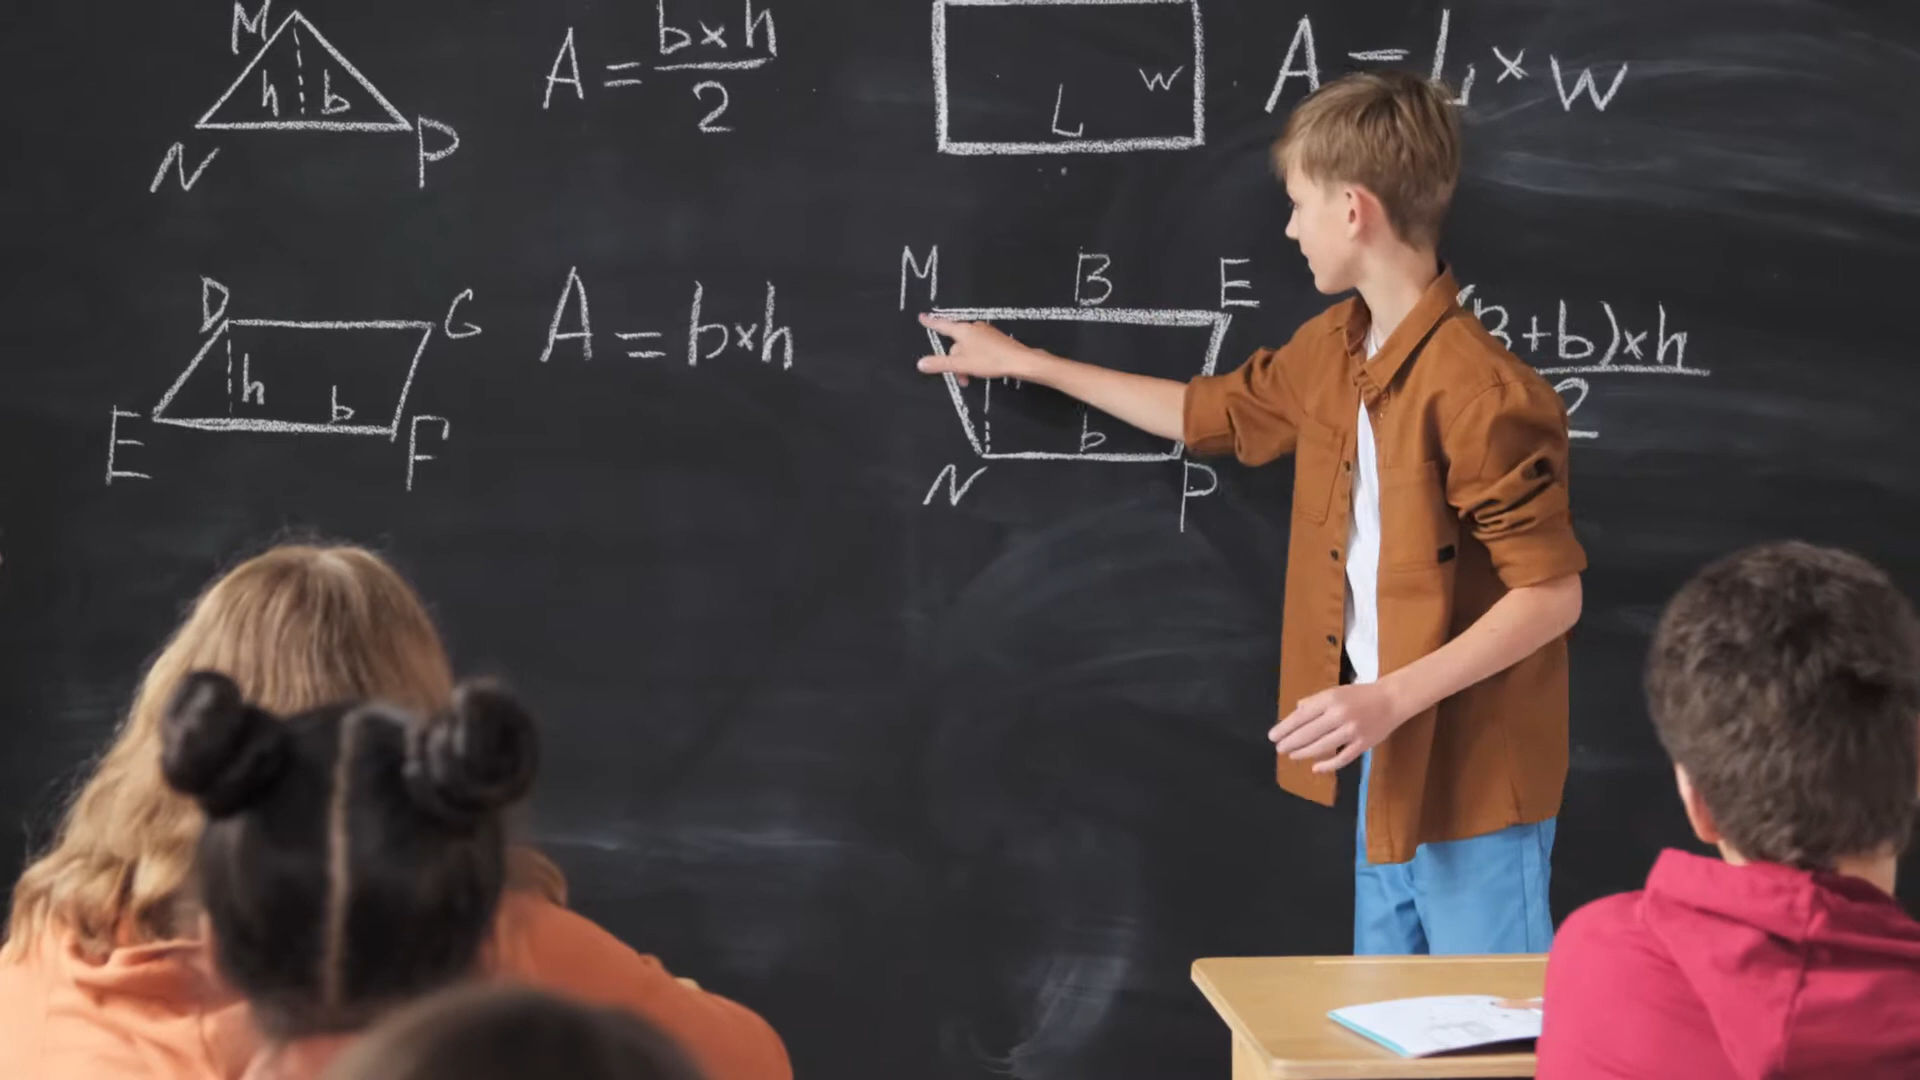 M
h b
N P
A = b×h
2
W
L
A = L×W
D G
h
b
E F
A = b×h
M B E
b
N P
B+b)×h
2